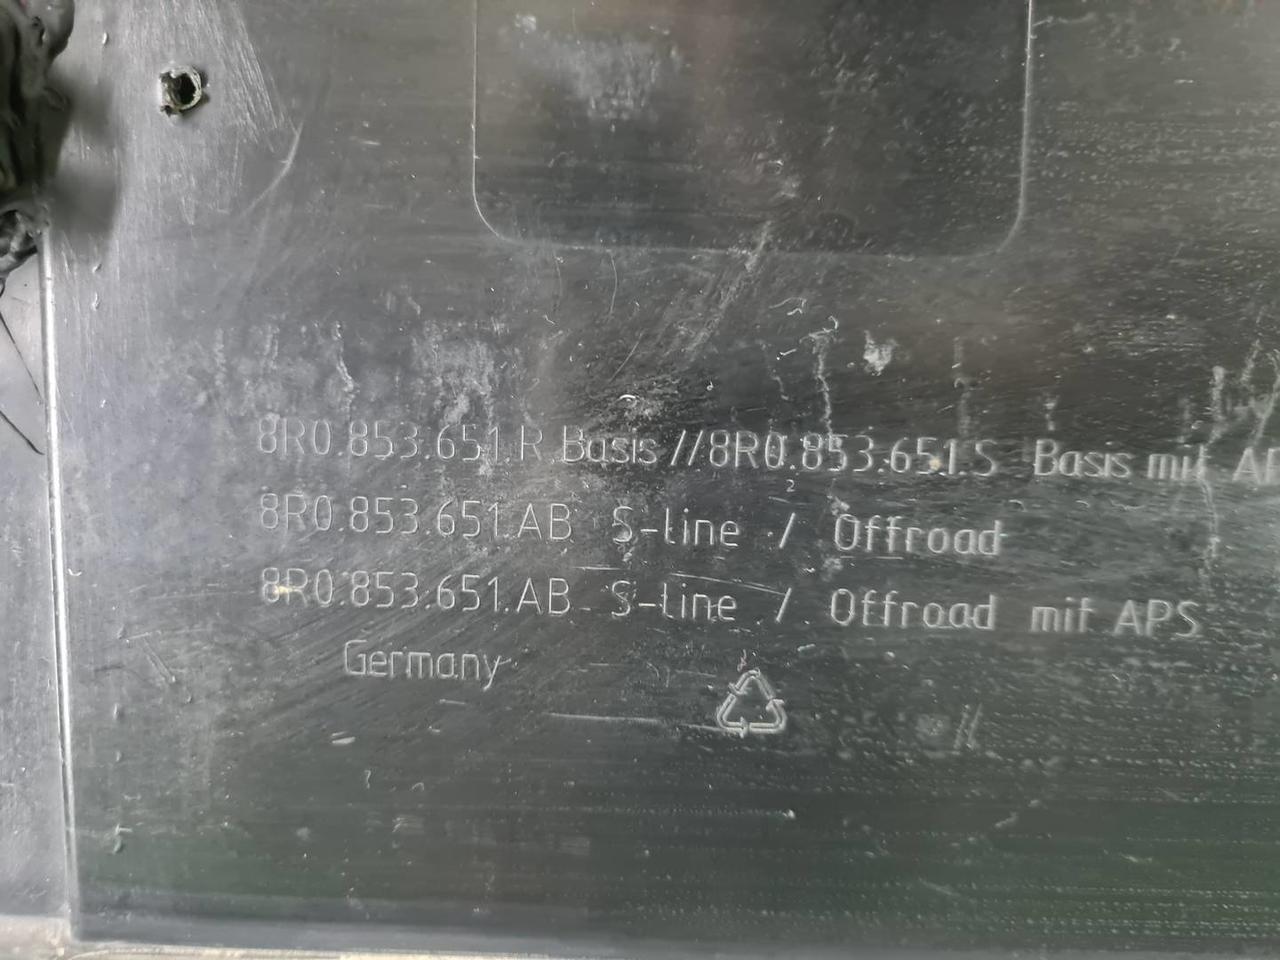 8R0.853.651.R Basis //8R0.853.651.S Basis mit
8R0.853.651.AB S-line / Offroad
8R0.853.651.AB S-line / Offroad mit APS
Germany